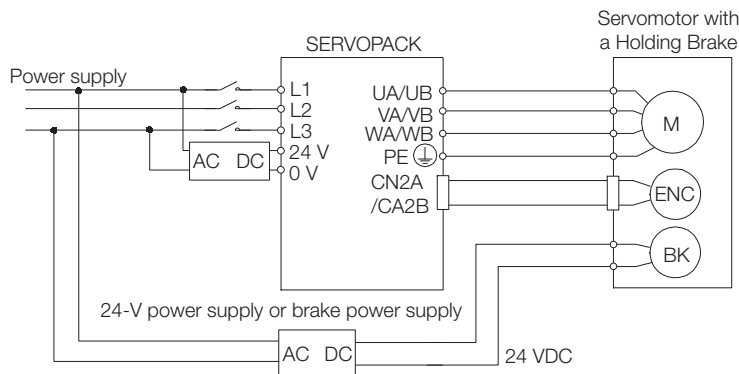 Servomotor with
a Holding Brake
SERVOPACK
Power supply
L1
L2
L3
24 V
0 V
AC DC
UA/UB
VA/VB
WA/WB
PE
CN2A
/CA2B
M
ENC
BK
24-V power supply or brake power supply
AC DC
24 VDC